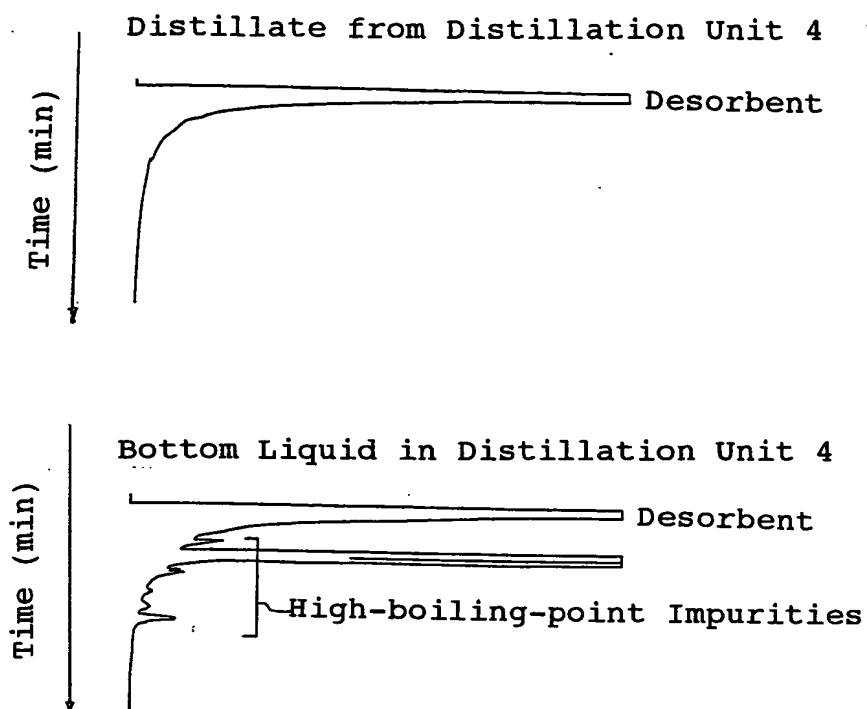 Distillate from Distillation Unit 4
Desorbent
Time (min)
Bottom Liquid in Distillation Unit 4
Desorbent
High-boiling-point Impurities
Time (min)